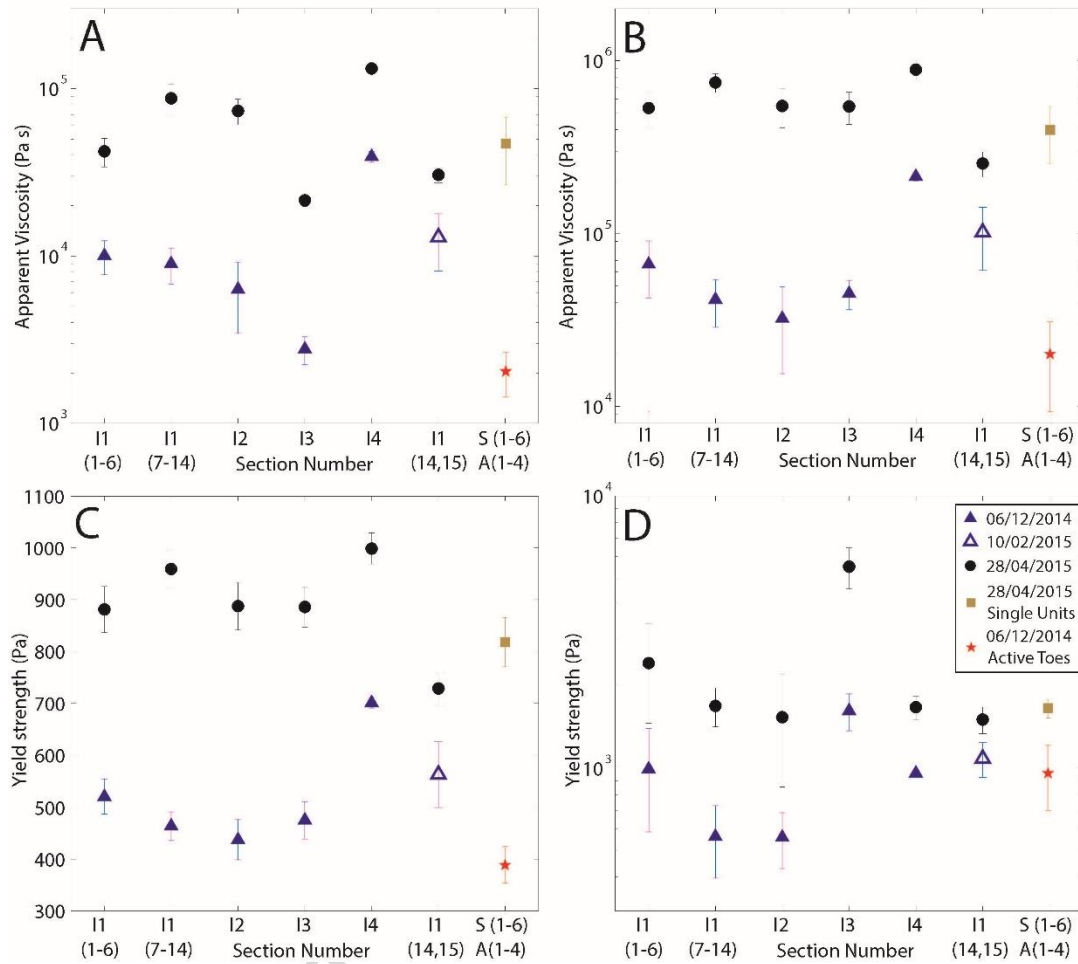 A
Apparent Viscosity (Pa s)
10^5
10^4
10^3
I1 I1 I2 I3 I4 I1 S (1-6)
(1-6) (7-14) Section Number (14,15) A(1-4)
B
Apparent Viscosity (Pa s)
10^6
10^5
10^4
I1 I1 I2 I3 I4 I1 S (1-6)
(1-6) (7-14) Section Number (14,15) A(1-4)
C
Yield strength (Pa)
1100
1000
900
800
700
600
500
400
300
I1 I1 I2 I3 I4 I1 S (1-6)
(1-6) (7-14) Section Number (14,15) A(1-4)
D
Yield strength (Pa)
10^4
10^3
06/12/2014
10/02/2015
28/04/2015
28/04/2015
Single Units
06/12/2014
Active Toes
I1 I1 I2 I3 I4 I1 S (1-6)
(1-6) (7-14) Section Number (14,15) A(1-4)